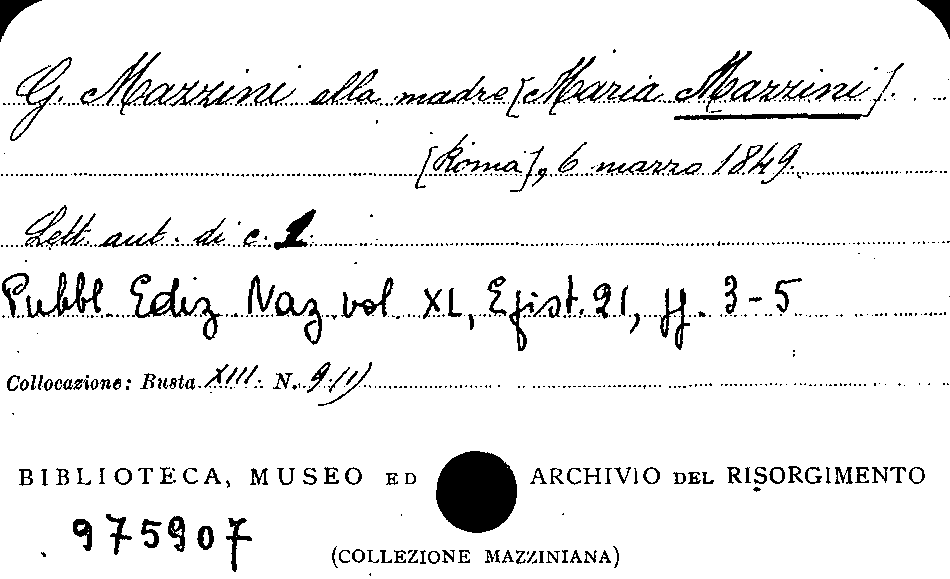 G. Mazzini alla madre [Maria Mazzini].
[Roma], 6 marzo 1849.
Lett. aut. di c. 1.
Pubbl. Ediz. Naz. vol. XL, Epist. 21, pp. 3-5
Collocazione: Busta XIII. N. 9 (1)
BIBLIOTECA, MUSEO ED ARCHIVIO DEL RISORGIMENTO
975907
(COLLEZIONE MAZZINIANA)